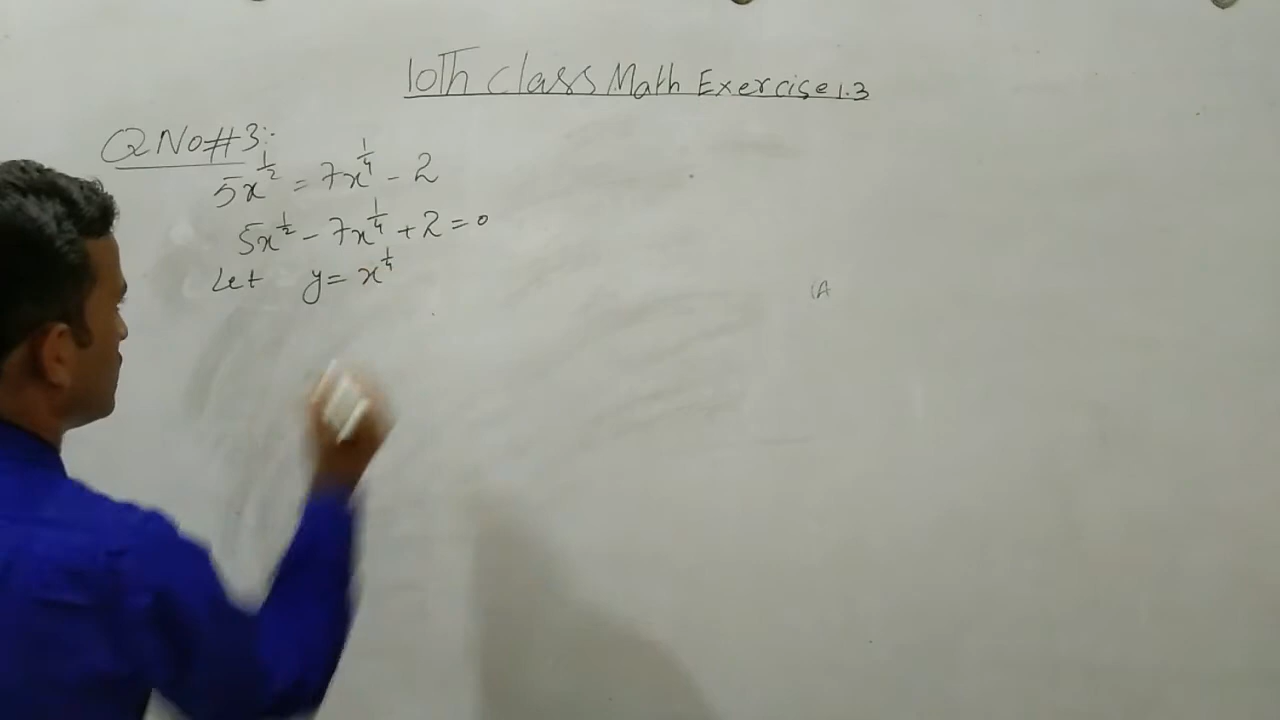 10Th Class Math Exercise 1.3
Q No# 3:-
5x^{1/2} = 7x^{1/4} - 2
5x^{1/2} - 7x^{1/4} + 2 = 0
Let y = x^{1/4}
(A